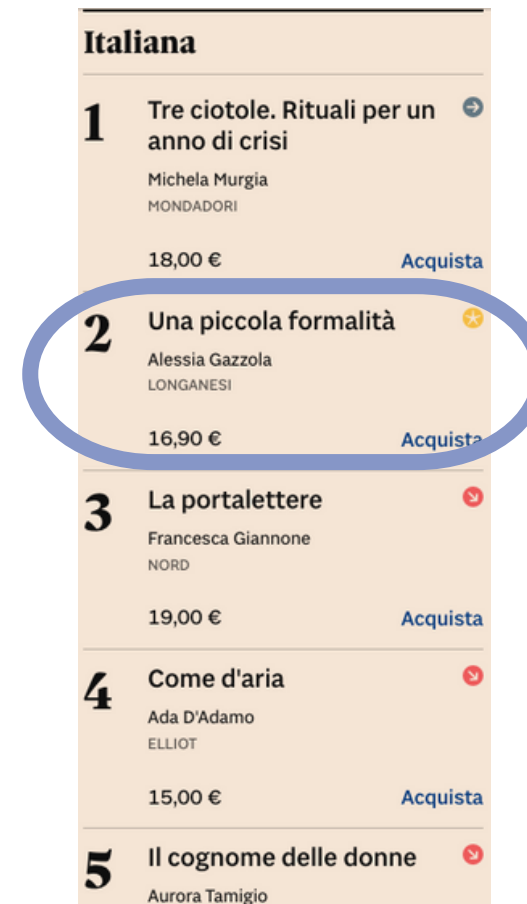 Italiana
1
Tre ciotole. Rituali per un
anno di crisi
Michela Murgia
MONDADORI
18,00 €
Acquista
2
Una piccola formalità
Alessia Gazzola
LONGANESI
16,90 €
Acquista
3
La portalettere
Francesca Giannone
NORD
19,00 €
Acquista
4
Come d'aria
Ada D'Adamo
ELLIOT
15,00 €
Acquista
5
Il cognome delle donne
Aurora Tamigio